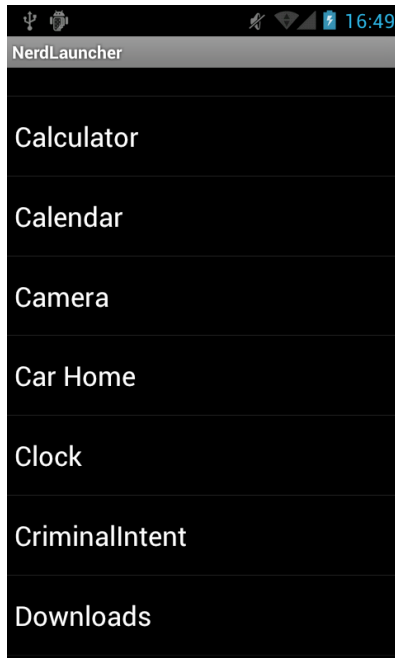 16:49
NerdLauncher
Calculator
Calendar
Camera
Car Home
Clock
CriminalIntent
Downloads